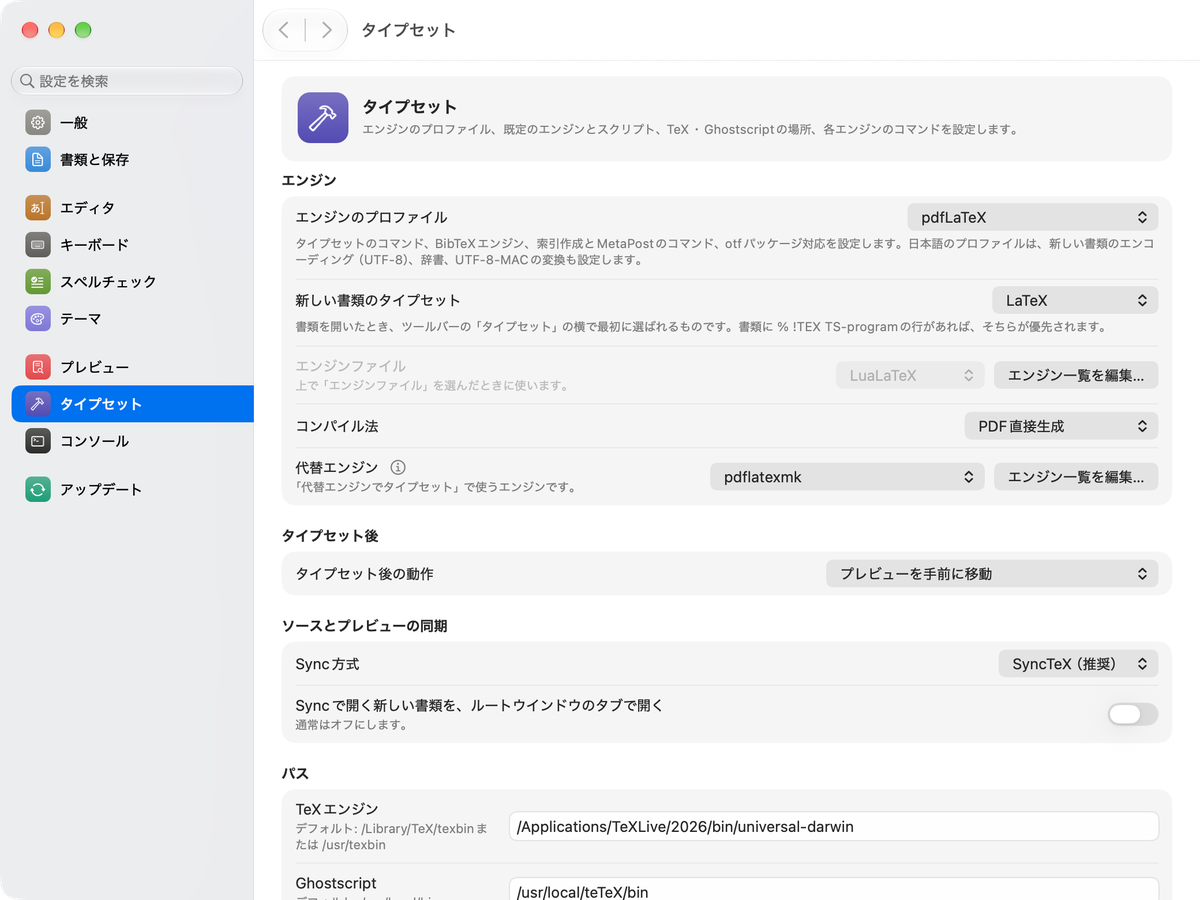 タイプセット
設定を検索
一般
書類と保存
エディタ
キーボード
スペルチェック
テーマ
プレビュー
タイプセット
コンソール
アップデート
タイプセット
エンジンのプロファイル、既定のエンジンとスクリプト、TeX・Ghostscriptの場所、各エンジンのコマンドを設定します。
エンジン
エンジンのプロファイル
pdfLaTeX
タイプセットのコマンド、BibTeXエンジン、索引作成とMetaPostのコマンド、otfパッケージ対応を設定します。日本語のプロファイルは、新しい書類のエンコ
ーディング（UTF-8）、辞書、UTF-8-MACの変換も設定します。
新しい書類のタイプセット
LaTeX
書類を開いたとき、ツールバーの「タイプセット」の横で最初に選ばれるものです。書類に % !TEX TS-programの行があれば、そちらが優先されます。
エンジンファイル
上で「エンジンファイル」を選んだときに使います。
LuaLaTeX
エンジン一覧を編集...
コンパイル法
PDF直接生成
代替エンジン
「代替エンジンでタイプセット」で使うエンジンです。
pdflatexmk
エンジン一覧を編集...
タイプセット後
タイプセット後の動作
プレビューを手前に移動
ソースとプレビューの同期
Sync方式
SyncTeX（推奨）
Syncで開く新しい書類を、ルートウインドウのタブで開く
通常はオフにします。
パス
TeXエンジン
デフォルト: /Library/TeX/texbinま
たは /usr/texbin
/Applications/TeXLive/2026/bin/universal-darwin
Ghostscript
/usr/local/teTeX/bin